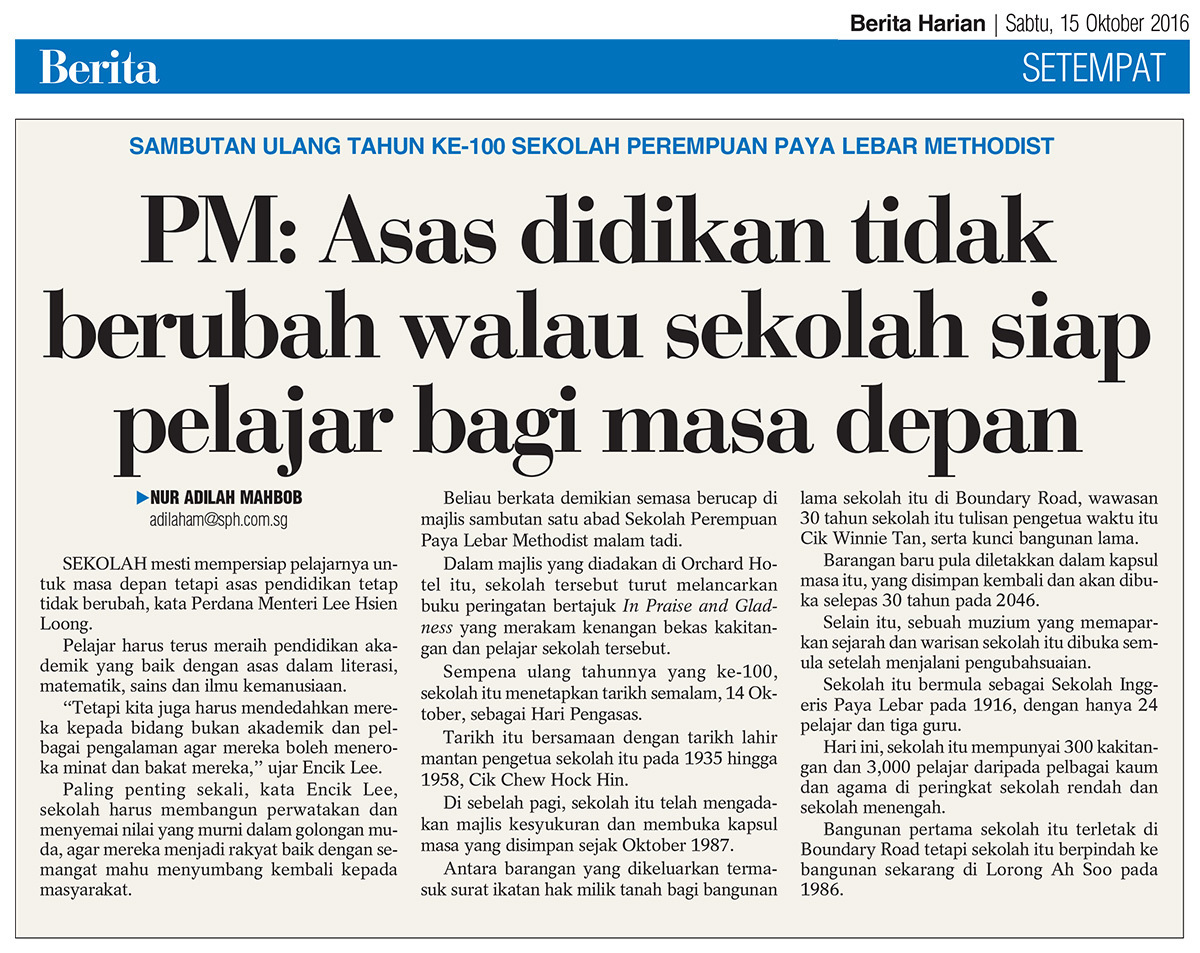 Berita Harian | Sabtu, 15 Oktober 2016
Berita
SETEMPAT
SAMBUTAN ULANG TAHUN KE-100 SEKOLAH PEREMPUAN PAYA LEBAR METHODIST
PM: Asas didikan tidak
berubah walau sekolah siap
pelajar bagi masa depan
▶NUR ADILAH MAHBOB
adilaham@sph.com.sg
SEKOLAH mesti mempersiap pelajarnya un-
tuk masa depan tetapi asas pendidikan tetap
tidak berubah, kata Perdana Menteri Lee Hsien
Loong.
Pelajar harus terus meraih pendidikan aka-
demik yang baik dengan asas dalam literasi,
matematik, sains dan ilmu kemanusiaan.
“Tetapi kita juga harus mendedahkan mere-
ka kepada bidang bukan akademik dan pel-
bagai pengalaman agar mereka boleh menero-
ka minat dan bakat mereka,” ujar Encik Lee.
Paling penting sekali, kata Encik Lee,
sekolah harus membangun perwatakan dan
menyemai nilai yang murni dalam golongan mu-
da, agar mereka menjadi rakyat baik dengan se-
mangat mahu menyumbang kembali kepada
masyarakat.
Beliau berkata demikian semasa berucap di
majlis sambutan satu abad Sekolah Perempuan
Paya Lebar Methodist malam tadi.
Dalam majlis yang diadakan di Orchard Ho-
tel itu, sekolah tersebut turut melancarkan
buku peringatan bertajuk In Praise and Glad-
ness yang merakam kenangan bekas kakitan-
gan dan pelajar sekolah tersebut.
Sempena ulang tahunnya yang ke-100,
sekolah itu menetapkan tarikh semalam, 14 Ok-
tober, sebagai Hari Pengasas.
Tarikh itu bersamaan dengan tarikh lahir
mantan pengetua sekolah itu pada 1935 hingga
1958, Cik Chew Hock Hin.
Di sebelah pagi, sekolah itu telah mengada-
kan majlis kesyukuran dan membuka kapsul
masa yang disimpan sejak Oktober 1987.
Antara barangan yang dikeluarkan terma-
suk surat ikatan hak milik tanah bagi bangunan
lama sekolah itu di Boundary Road, wawasan
30 tahun sekolah itu tulisan pengetua waktu itu
Cik Winnie Tan, serta kunci bangunan lama.
Barangan baru pula diletakkan dalam kapsul
masa itu, yang disimpan kembali dan akan dibu-
ka selepas 30 tahun pada 2046.
Selain itu, sebuah muzium yang memapar-
kan sejarah dan warisan sekolah itu dibuka sem-
ula setelah menjalani pengubahsuaian.
Sekolah itu bermula sebagai Sekolah Ingg-
eris Paya Lebar pada 1916, dengan hanya 24
pelajar dan tiga guru.
Hari ini, sekolah itu mempunyai 300 kakitan-
gan dan 3,000 pelajar daripada pelbagai kaum
dan agama di peringkat sekolah rendah dan
sekolah menengah.
Bangunan pertama sekolah itu terletak di
Boundary Road tetapi sekolah itu berpindah ke
bangunan sekarang di Lorong Ah Soo pada
1986.